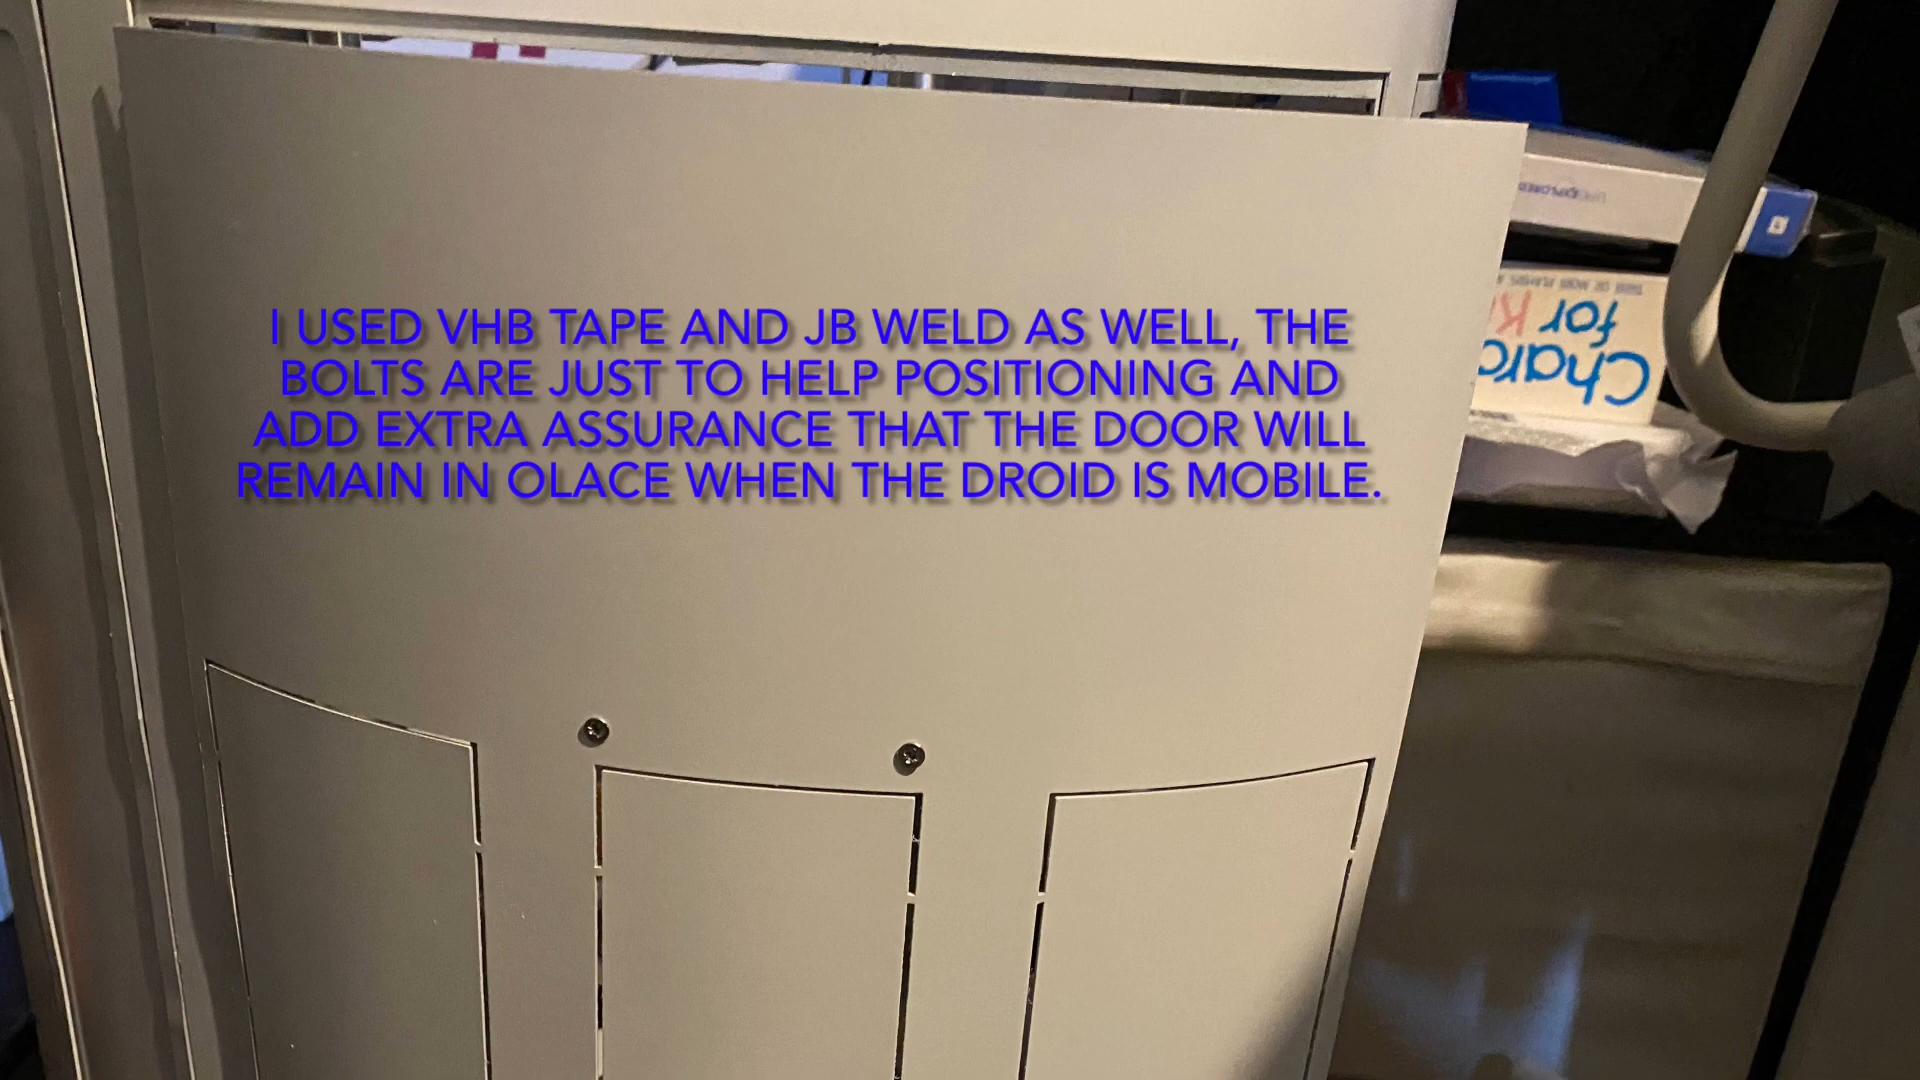 I USED VHB TAPE AND JB WELD AS WELL, THE
BOLTS ARE JUST TO HELP POSITIONING AND
ADD EXTRA ASSURANCE THAT THE DOOR WILL
REMAIN IN OLACE WHEN THE DROID IS MOBILE.
Chara
for K